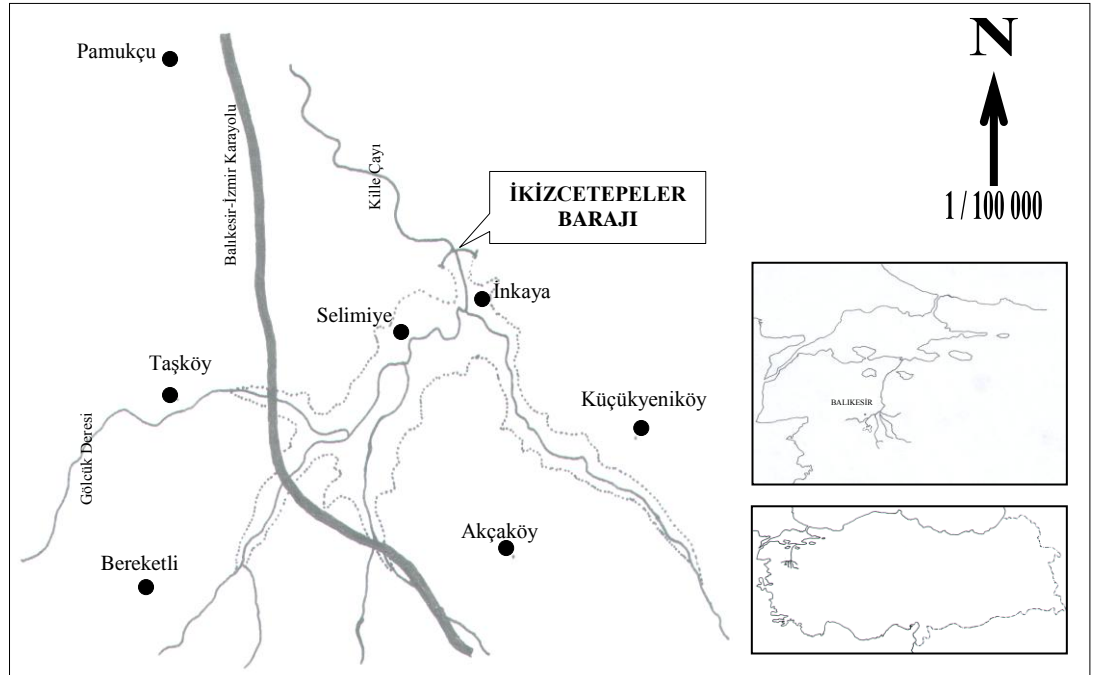 Pamukçu
Balıkesir-İzmir Karayolu
Kille Çayı
İKİZCETEPELER
BARAJI
N
1 / 100 000
İnkaya
Selimiye
Taşköy
Küçükyeniköy
Gölcük Deresi
Akçaköy
Bereketli
BALIKESİR